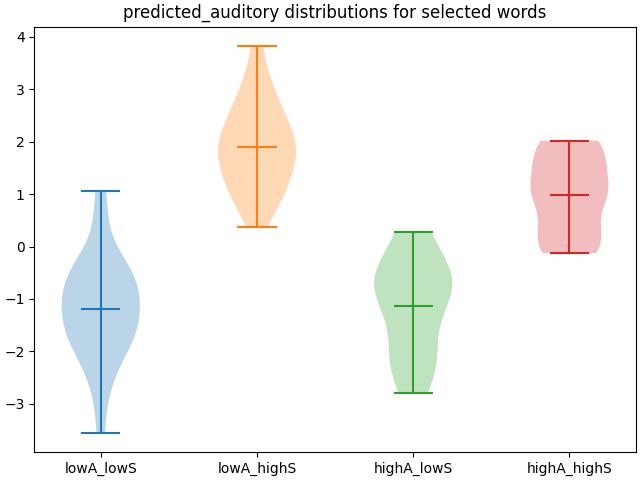 predicted_auditory distributions for selected words
4
3
2
1
0
−1
−2
−3
lowA_lowS
lowA_highS
highA_lowS
highA_highS